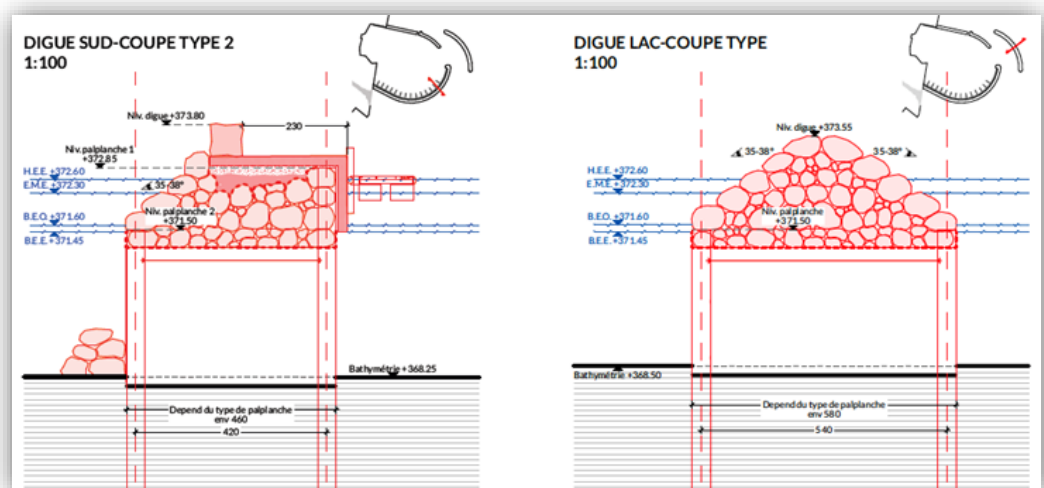 DIGUE SUD-COUPE TYPE 2
1:100
Niv. digue +373.80
230
Niv. palplanche 1
+372.85
H.E.E. +372.60
E.M.E. +372.30
35-38°
Niv. palplanche 2
+371.50
B.E.O. +371.60
B.E.E. +371.45
Bathymétrie +368.25
Depend du type de palplanche
env 460
420
DIGUE LAC-COUPE TYPE
1:100
Niv. digue +373.55
35-38°
35-38°
H.E.E. +372.60
E.M.E. +372.30
Niv. palplanche
+371.50
B.E.O. +371.60
B.E.E. +371.45
Bathymétrie +368.50
Depend du type de palplanche
env 580
540